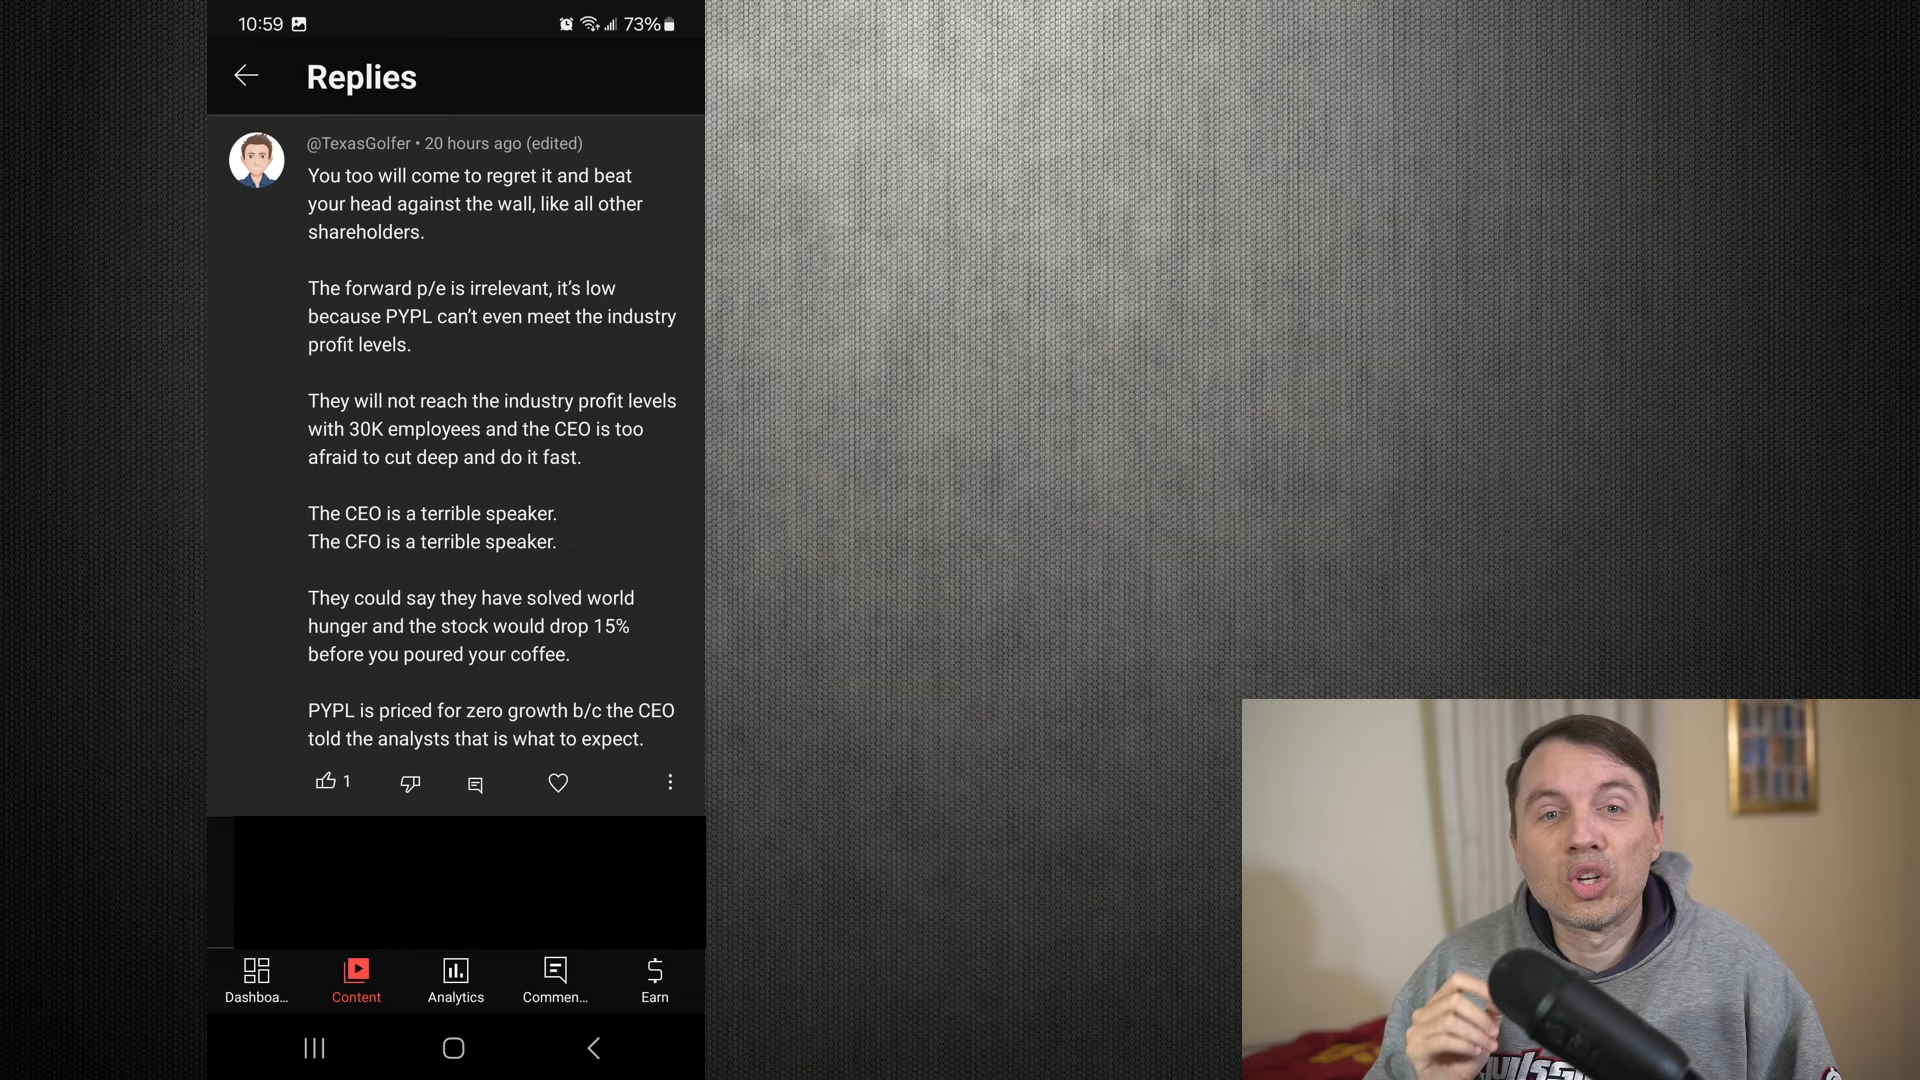 10:59
73%
Replies
@TexasGolfer • 20 hours ago (edited)
You too will come to regret it and beat
your head against the wall, like all other
shareholders.
The forward p/e is irrelevant, it’s low
because PYPL can’t even meet the industry
profit levels.
They will not reach the industry profit levels
with 30K employees and the CEO is too
afraid to cut deep and do it fast.
The CEO is a terrible speaker.
The CFO is a terrible speaker.
They could say they have solved world
hunger and the stock would drop 15%
before you poured your coffee.
PYPL is priced for zero growth b/c the CEO
told the analysts that is what to expect.
1
Dashboa...
Content
Analytics
Commen...
Earn